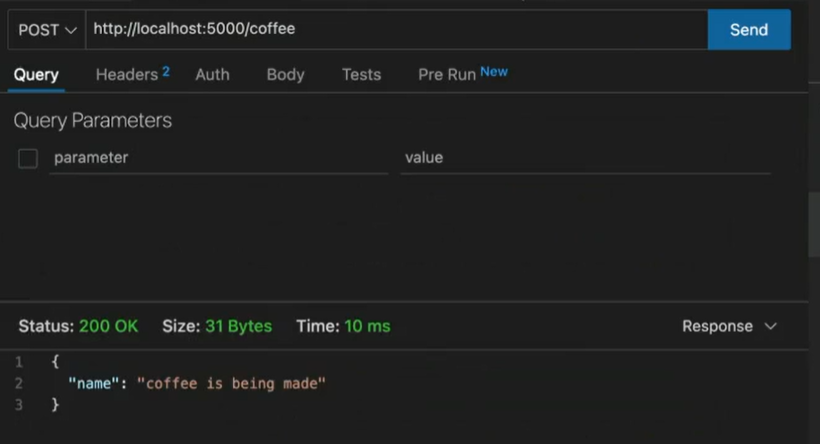 POST http://localhost:5000/coffee Send
Query Headers 2 Auth Body Tests Pre Run New
Query Parameters
parameter value
Status: 200 OK Size: 31 Bytes Time: 10 ms Response
1 {
2 "name": "coffee is being made"
3 }